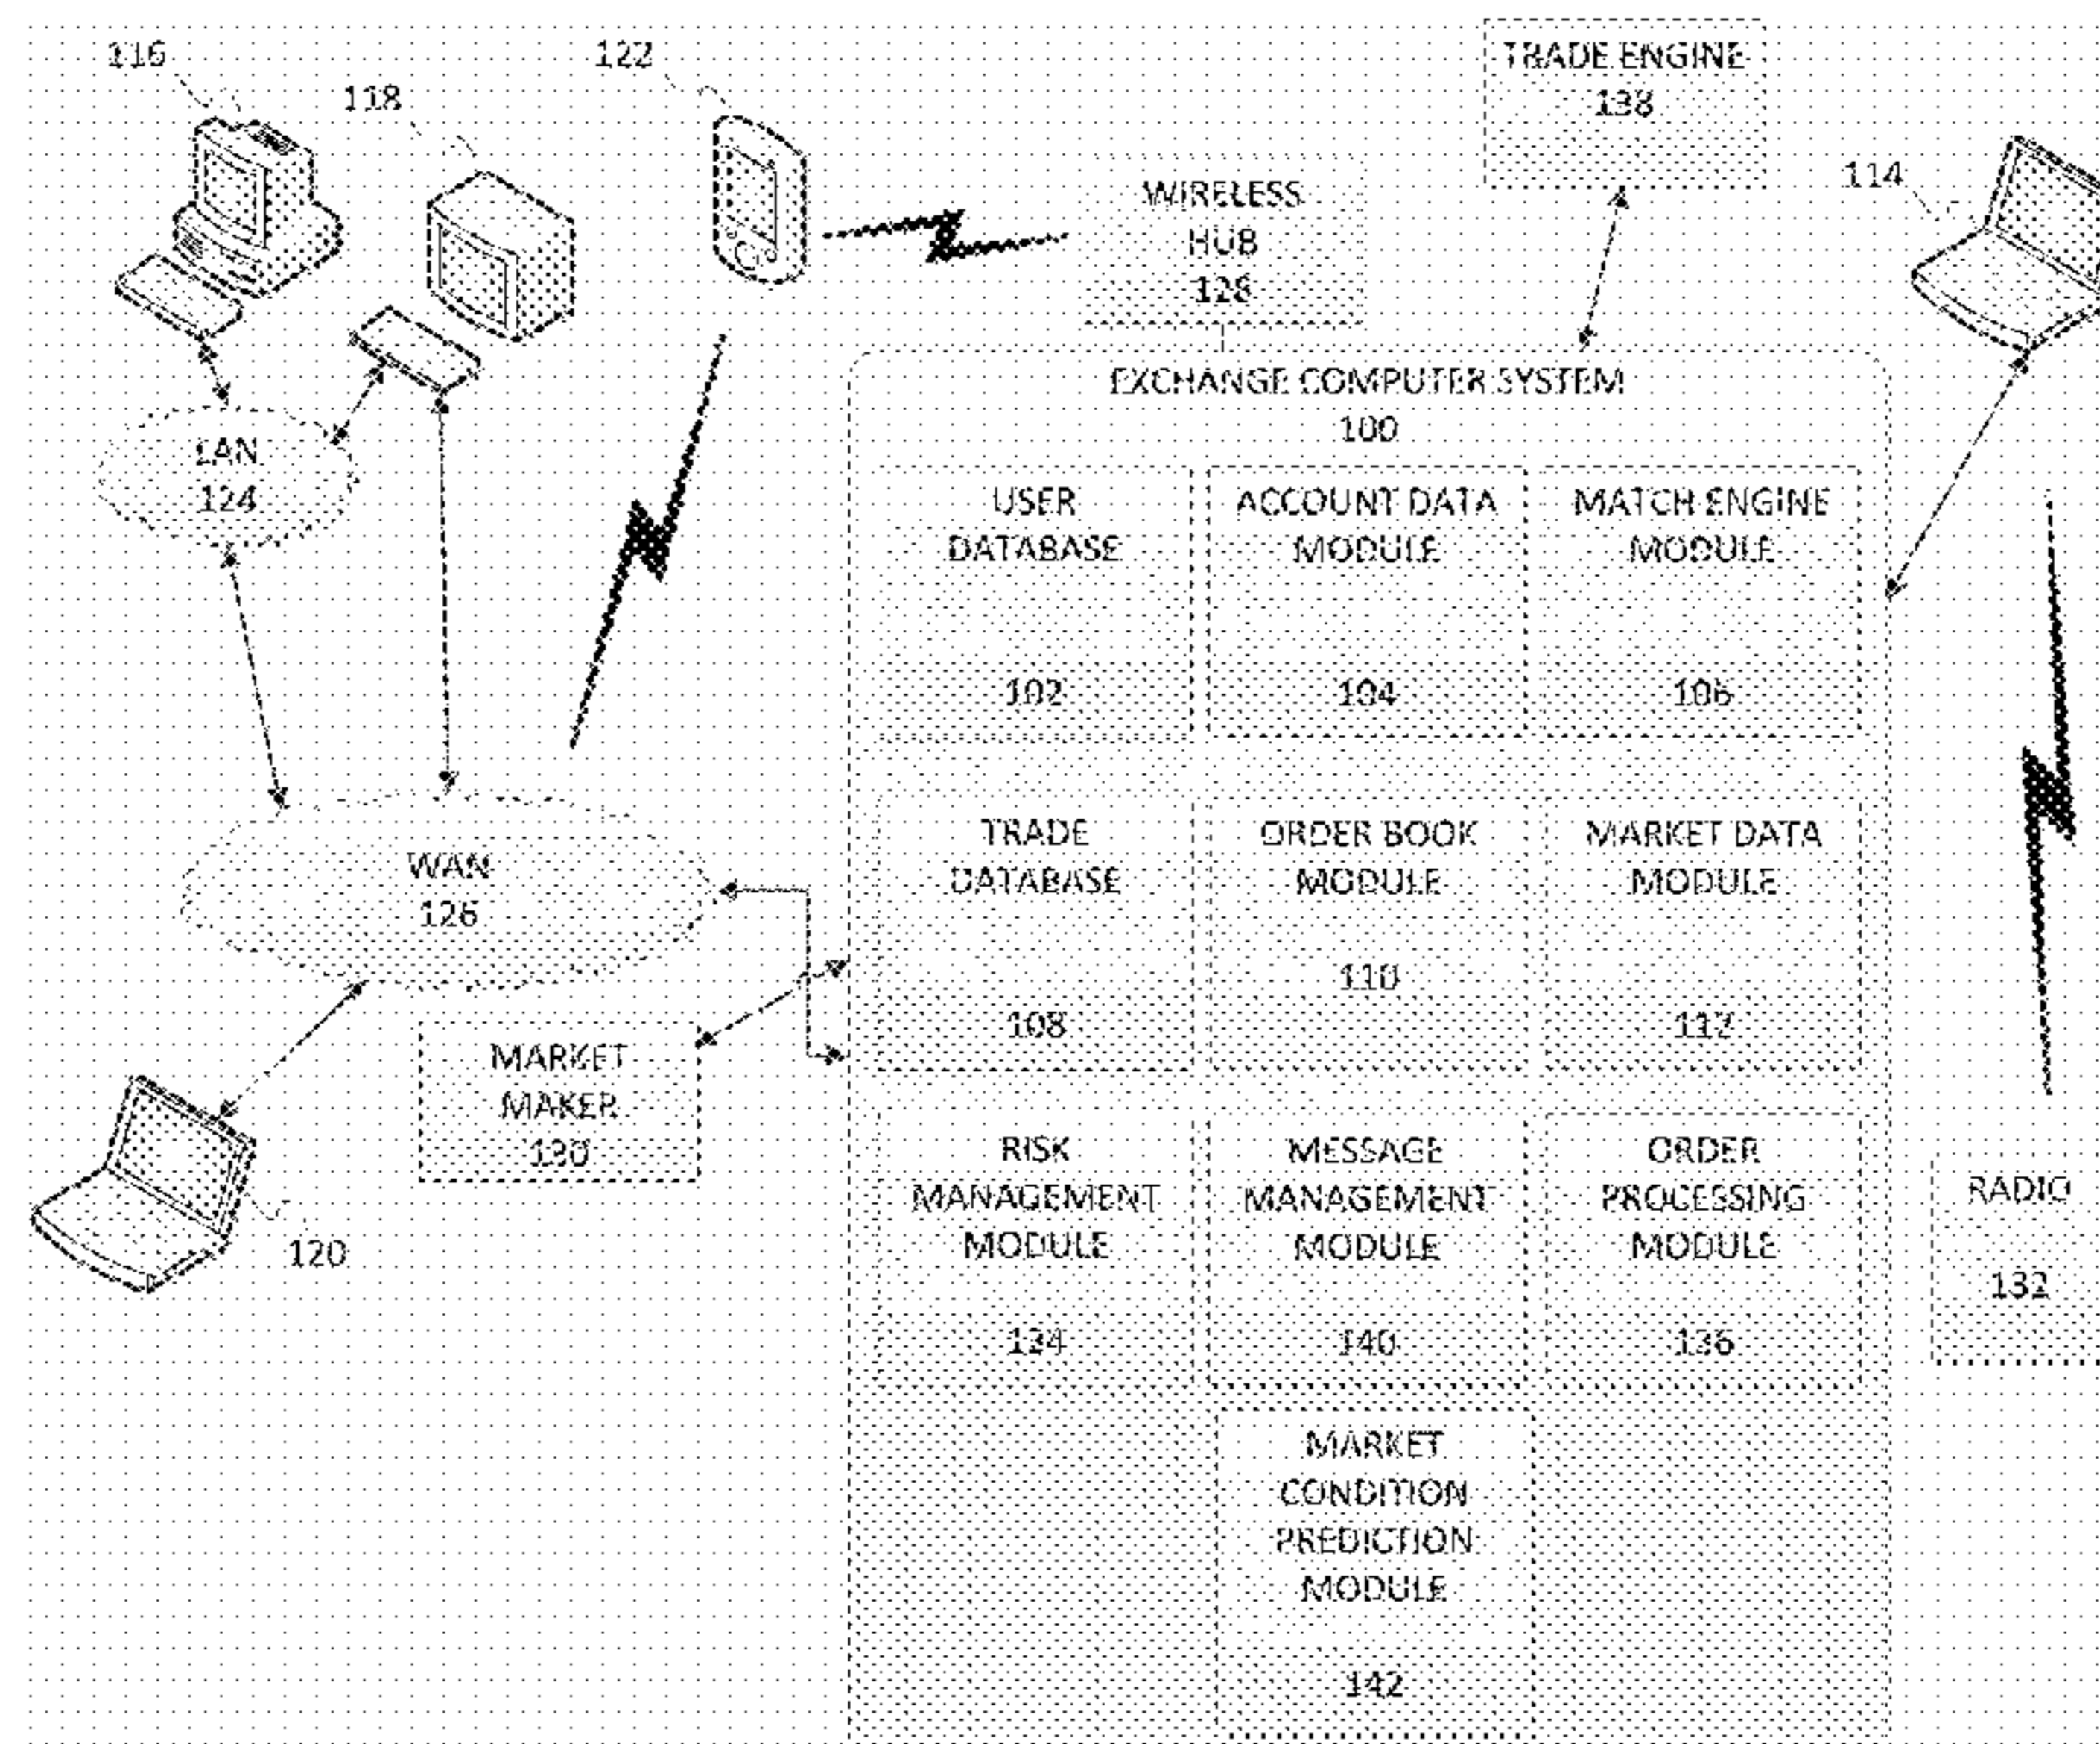 116
118
122
TRADE ENGINE
138
114
WIRELESS
HUB
128
EXCHANGE COMPUTER SYSTEM
100
LAN
124
USER
DATABASE
102
ACCOUNT DATA
MODULE
104
MATCH ENGINE
MODULE
106
WAN
126
TRADE
DATABASE
108
ORDER BOOK
MODULE
110
MARKET DATA
MODULE
112
MARKET
MAKER
130
120
RISK
MANAGEMENT
MODULE
134
MESSAGE
MANAGEMENT
MODULE
140
ORDER
PROCESSING
MODULE
136
RADIO
132
MARKET
CONDITION
PREDICTION
MODULE
142